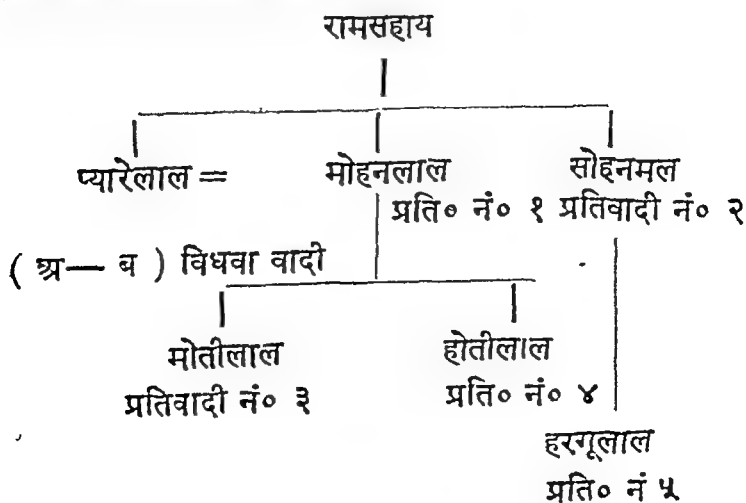 रामसहाय
प्यारेलाल = मोहनलाल सोहनमल
प्रति० नं० १ प्रतिवादी नं० २
( अ— ब ) विधवा वादी
मोतीलाल होतीलाल
प्रतिवादी नं० ३ प्रति० नं० ४
हरगूलाल
प्रति० नं ५